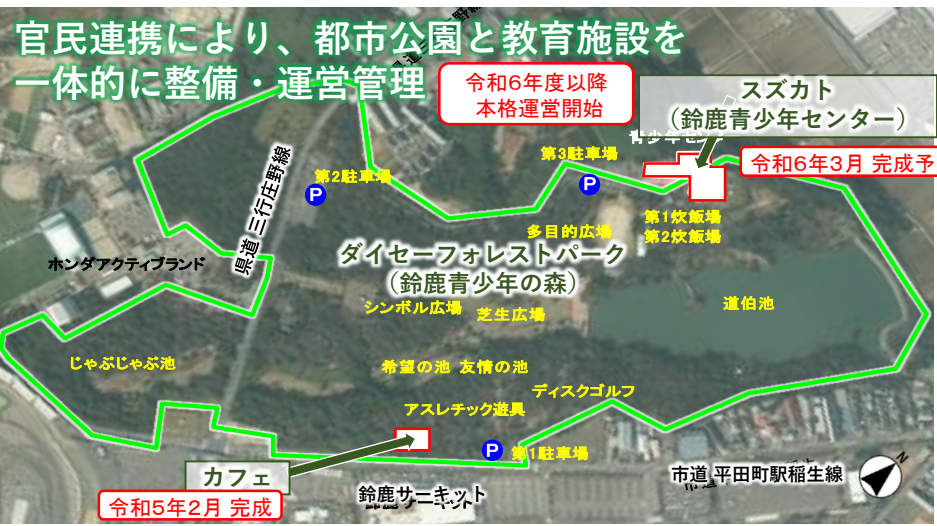 官民連携により、都市公園と教育施設を
一体的に整備・運営管理
令和6年度以降
本格運営開始
スズカト
(鈴鹿青少年センター)
令和6年3月 完成予
第3駐車場
P
第2駐車場
P
県道 三行庄野線
第1炊飯場
第2炊飯場
多目的広場
ダイセーフォレストパーク
(鈴鹿青少年の森)
ホンダアクティブランド
シンボル広場
芝生広場
道伯池
じゃぶじゃぶ池
希望の池 友情の池
ディスクゴルフ
アスレチック遊具
P
第1駐車場
カフェ
令和5年2月 完成
鈴鹿サーキット
市道 平田町駅稲生線
N